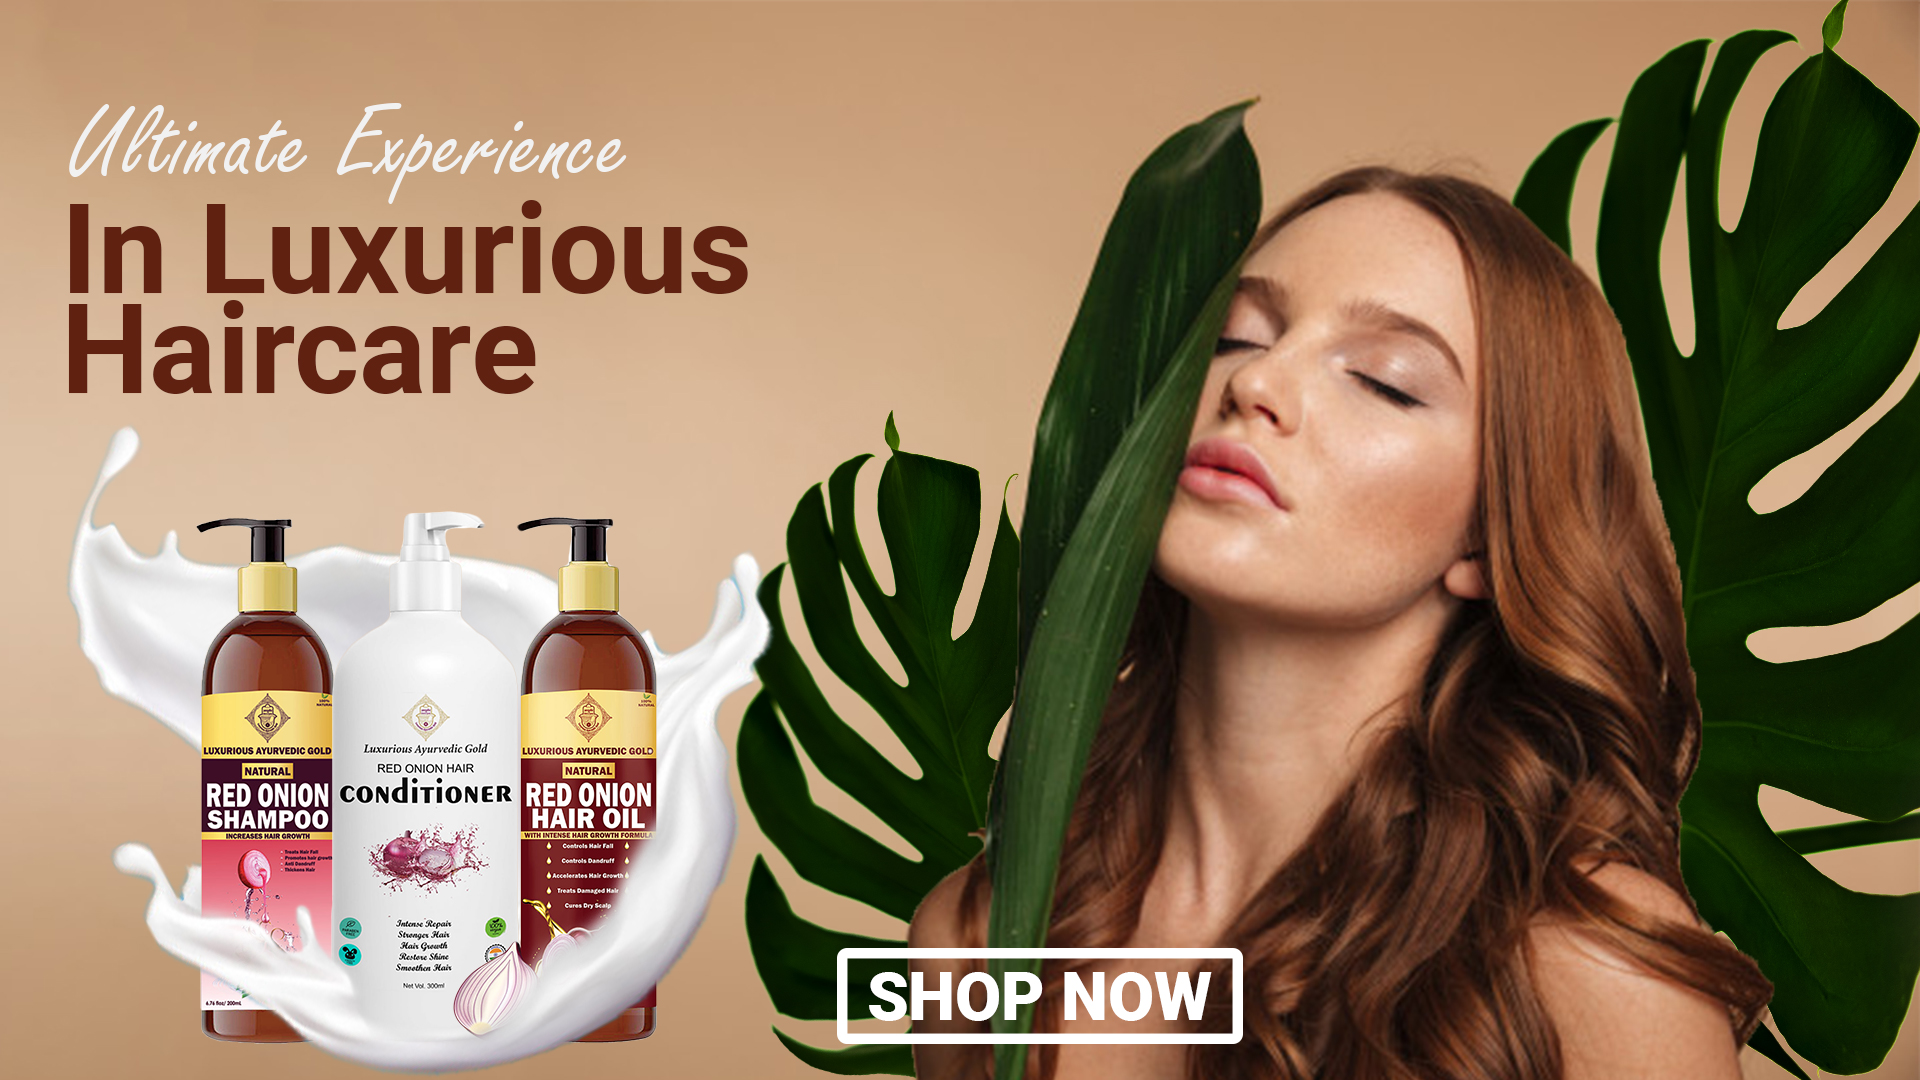 Ultimate Experience
In Luxurious
Haircare
LUXURIOUS AYURVEDIC GOLD
NATURAL
RED ONION
SHAMPOO
INCREASES HAIR GROWTH
Treats Hair Fall
Promotes hair growth
Anti Dandruff
Thickens Hair
6.76 floz/ 200mL
Luxurious Ayurvedic Gold
RED ONION HAIR
CONDITIONER
Intense Repair
Stronger Hair
Hair Growth
Restore Shine
Smoothen Hair
Net Vol. 300ml
PARABEN
FREE
100%
LUXURIOUS AYURVEDIC GOLD
NATURAL
RED ONION
HAIR OIL
WITH INTENSE HAIR GROWTH FORMULA
Controls Hair Fall
Controls Dandruff
Accelerates Hair Growth
Treats Damaged Hair
Cures Dry Scalp
SHOP NOW